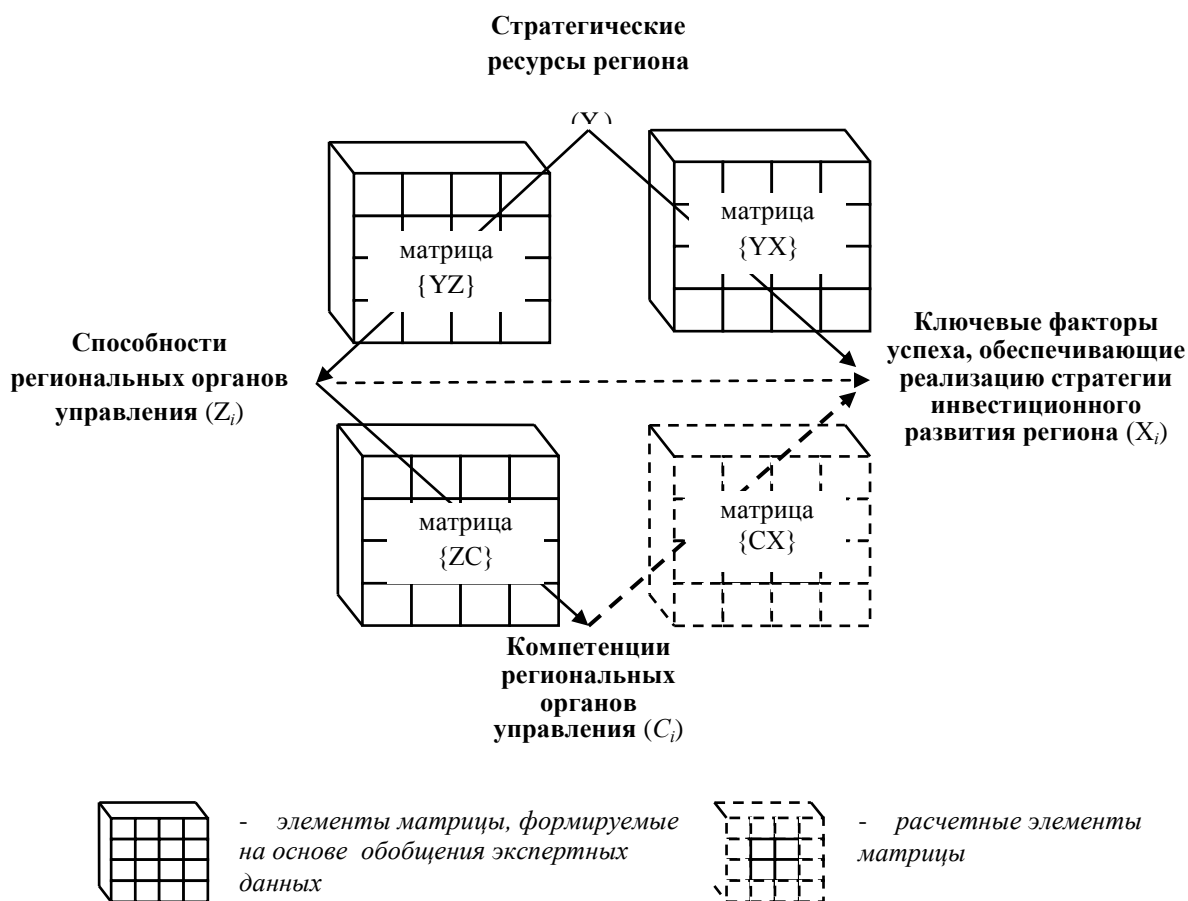 Стратегические
ресурсы региона
матрица
{YZ}
матрица
{YX}
Способности
региональных органов
управления (Zi)
Ключевые факторы
успеха, обеспечивающие
реализацию стратегии
инвестиционного
развития региона (Xi)
матрица
{ZC}
матрица
{CX}
Компетенции
региональных
органов
управления (Ci)
- элементы матрицы, формируемые
на основе обобщения экспертных
данных
- расчетные элементы
матрицы